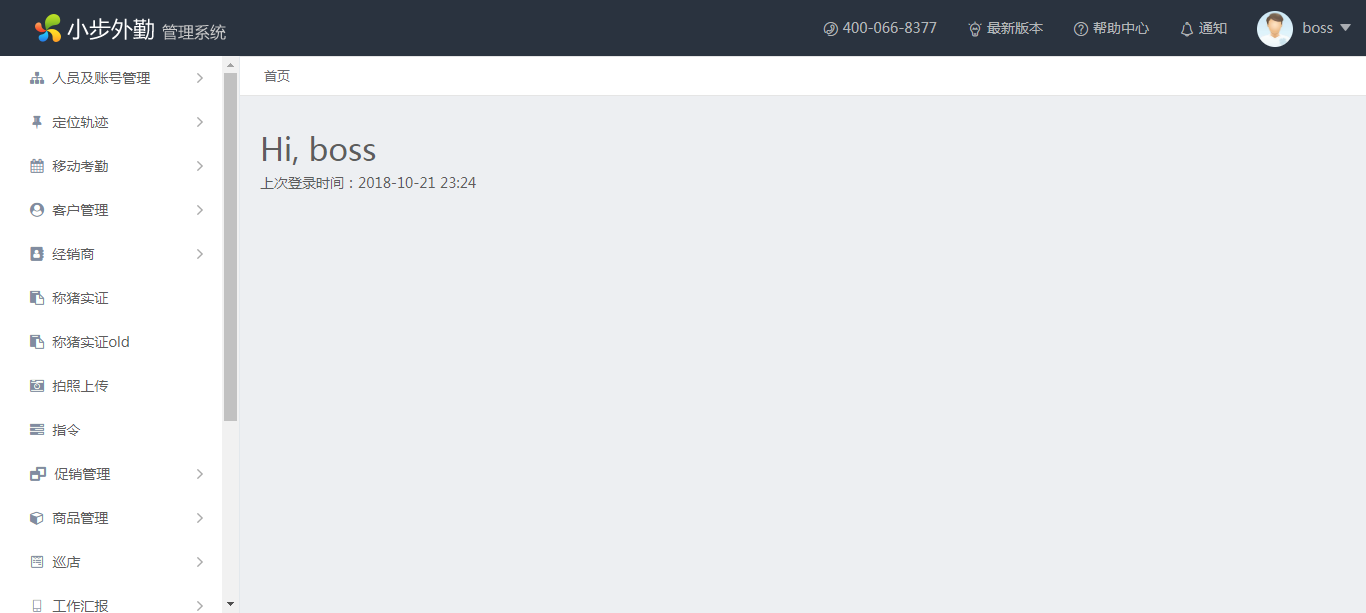 小步外勤 管理系统
400-066-8377 最新版本 帮助中心 通知 boss
人员及账号管理
定位轨迹
移动考勤
客户管理
经销商
称猪实证
称猪实证old
拍照上传
指令
促销管理
商品管理
巡店
工作汇报
首页
Hi, boss
上次登录时间：2018-10-21 23:24